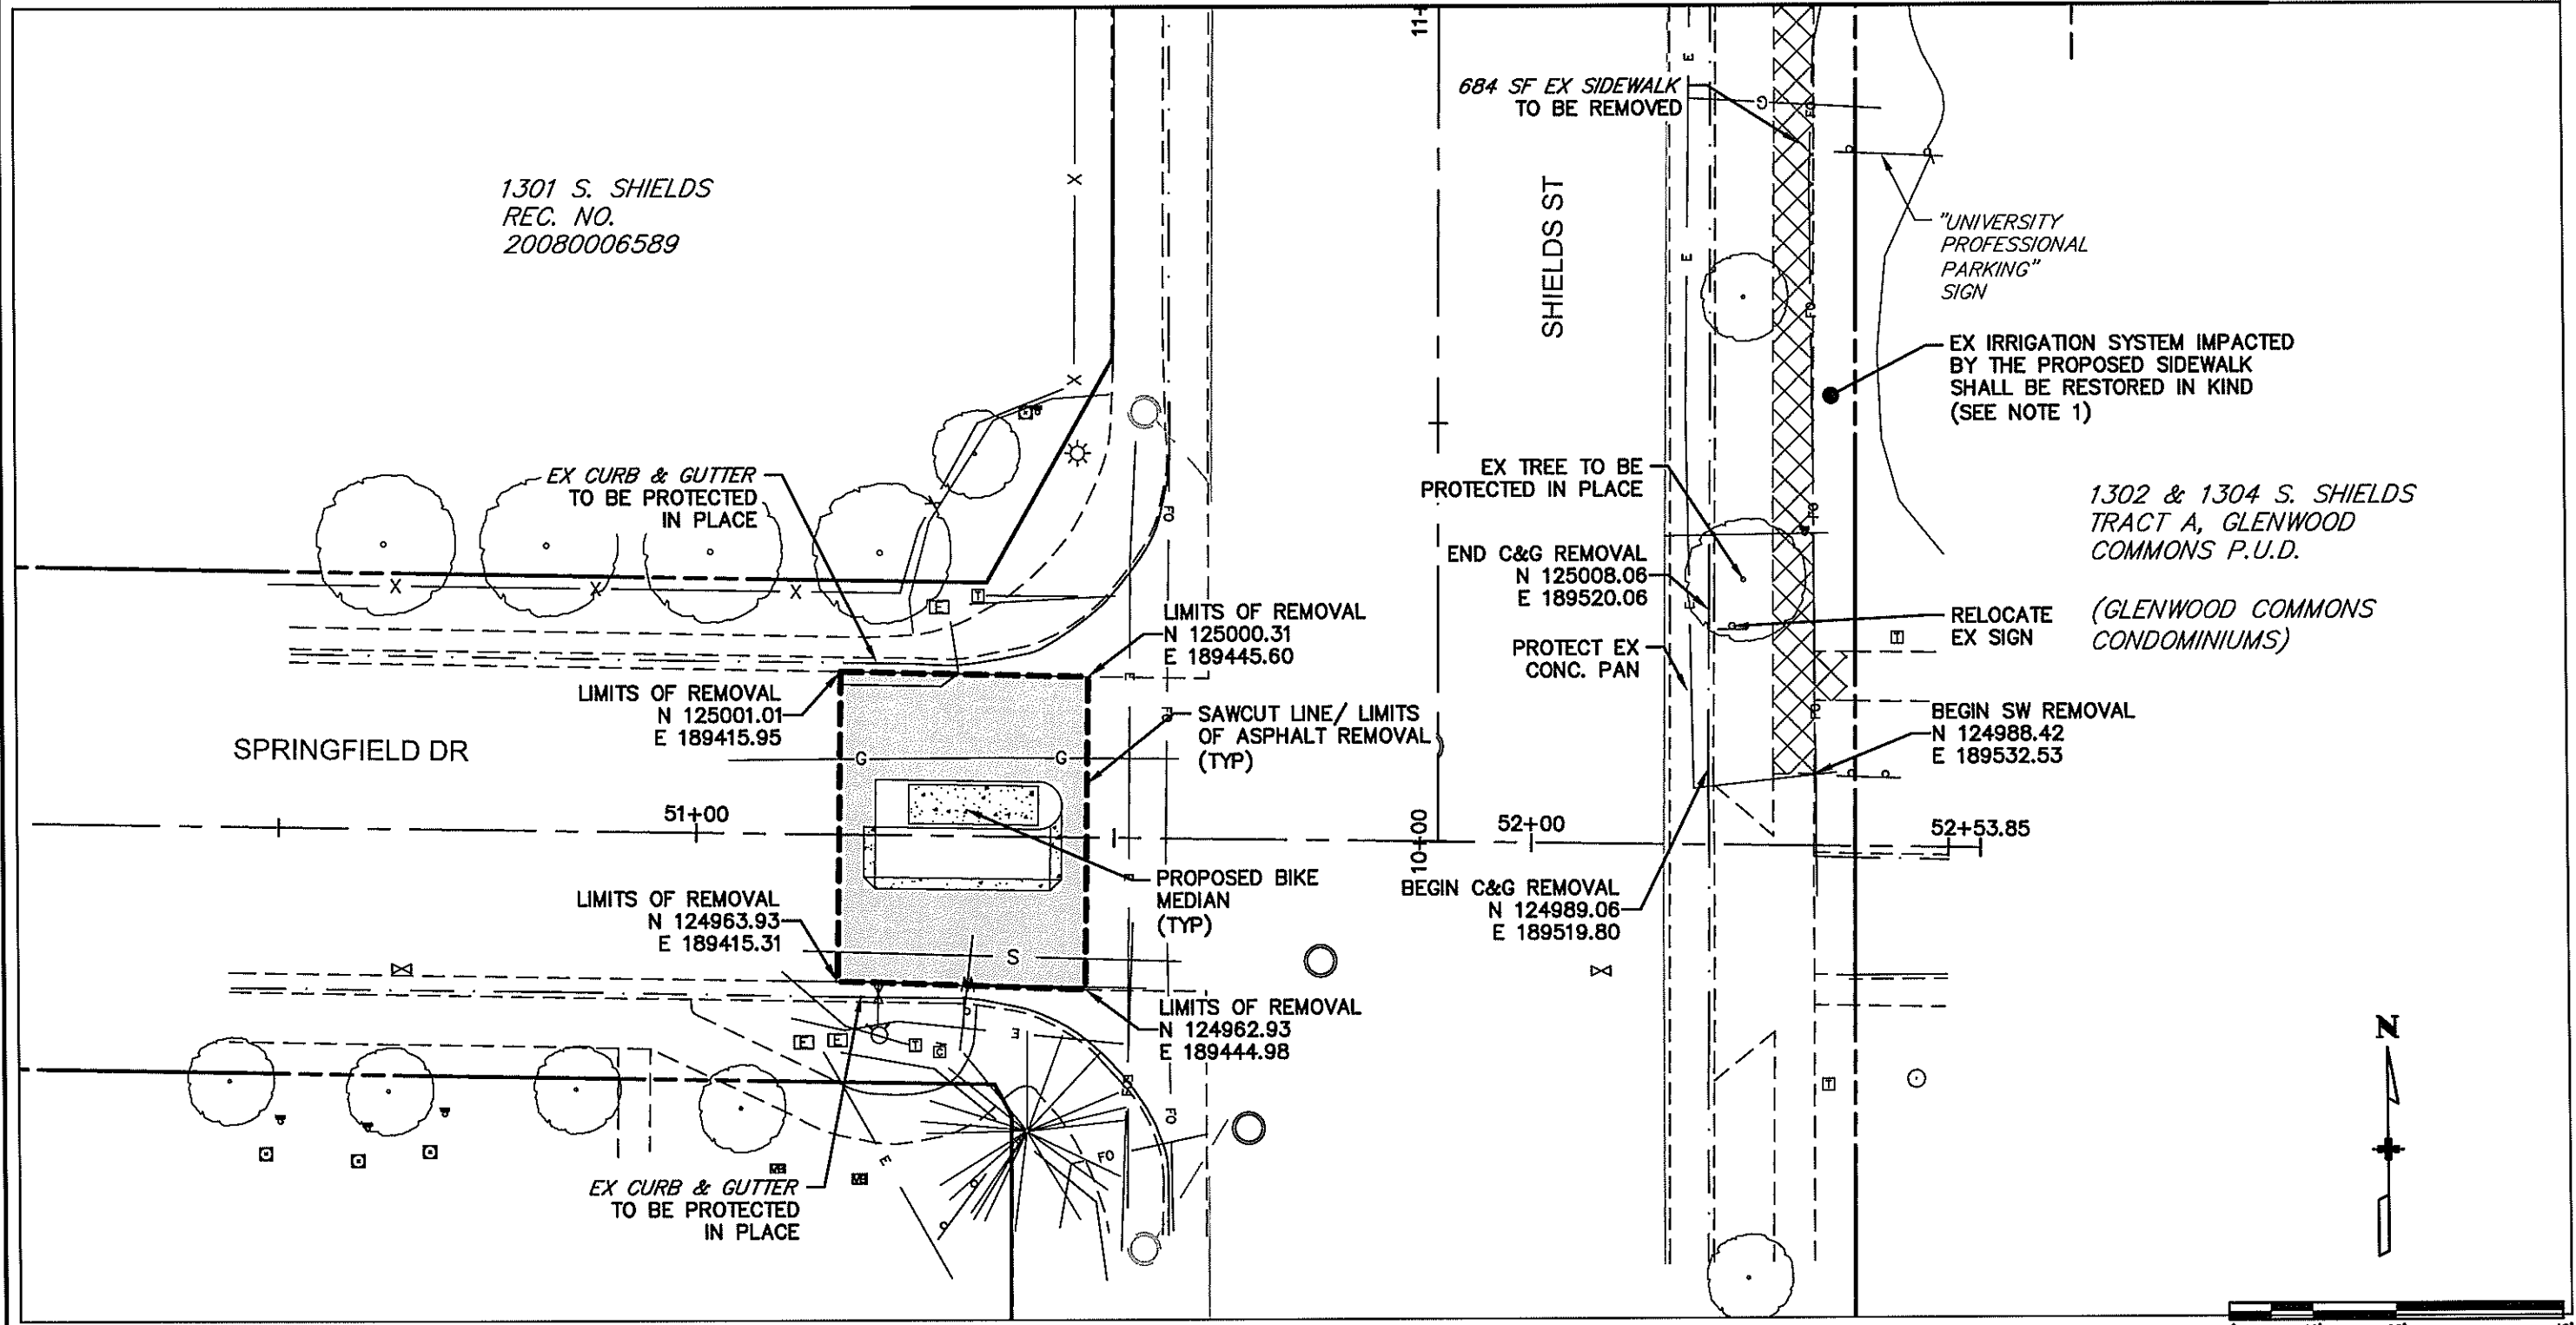 11+
684 SF EX SIDEWALK
TO BE REMOVED
1301 S. SHIELDS
REC. NO.
20080006589
SHIELDS ST
"UNIVERSITY
PROFESSIONAL
PARKING"
SIGN
EX IRRIGATION SYSTEM IMPACTED
BY THE PROPOSED SIDEWALK
SHALL BE RESTORED IN KIND
(SEE NOTE 1)
EX CURB & GUTTER
TO BE PROTECTED
IN PLACE
EX TREE TO BE
PROTECTED IN PLACE
1302 & 1304 S. SHIELDS
TRACT A, GLENWOOD
COMMONS P.U.D.
(GLENWOOD COMMONS
CONDOMINIUMS)
END C&G REMOVAL
N 125008.06
E 189520.06
LIMITS OF REMOVAL
N 125000.31
E 189445.60
RELOCATE
EX SIGN
PROTECT EX
CONC. PAN
LIMITS OF REMOVAL
N 125001.01
E 189415.95
SAWCUT LINE/ LIMITS
OF ASPHALT REMOVAL
(TYP)
BEGIN SW REMOVAL
N 124988.42
E 189532.53
SPRINGFIELD DR
G
G
51+00
10+00
52+00
52+53.85
PROPOSED BIKE
MEDIAN
(TYP)
BEGIN C&G REMOVAL
N 124989.06
E 189519.80
LIMITS OF REMOVAL
N 124963.93
E 189415.31
S
LIMITS OF REMOVAL
N 124962.93
E 189444.98
N
E
E
T
E
FO
FO
EX CURB & GUTTER
TO BE PROTECTED
IN PLACE